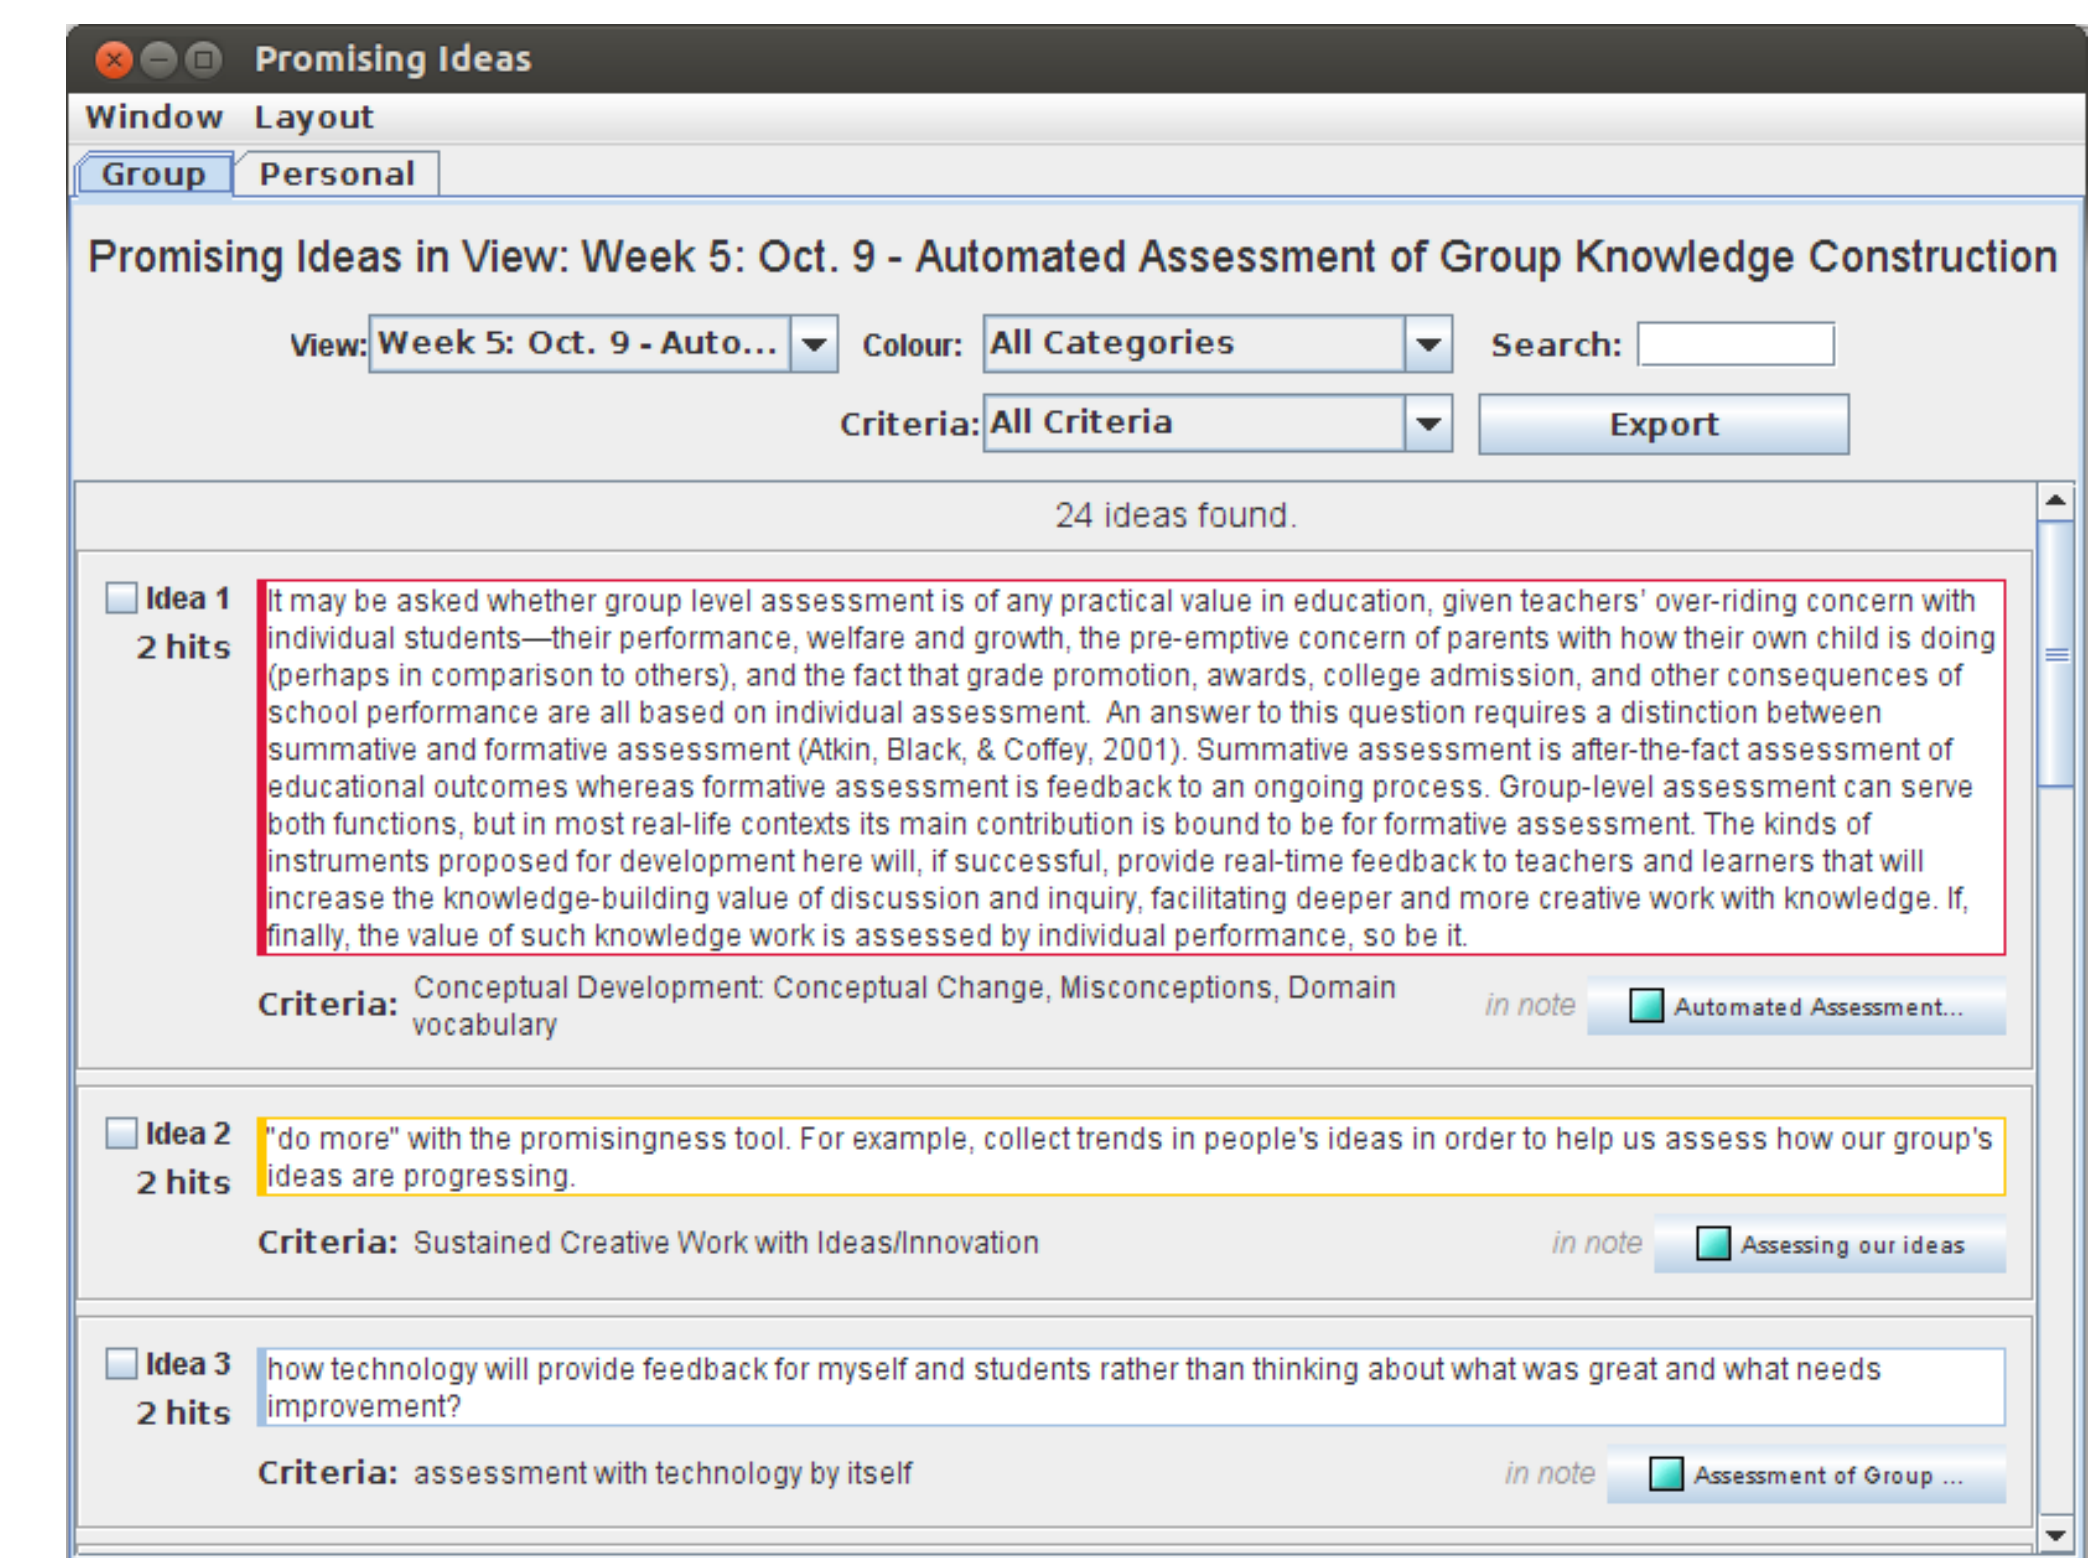 Promising Ideas
Window Layout
Group Personal
Promising Ideas in View: Week 5: Oct. 9 - Automated Assessment of Group Knowledge Construction
View: Week 5: Oct. 9 - Auto... Colour: All Categories Search:
Criteria: All Criteria Export
24 ideas found.
Idea 1
2 hits
It may be asked whether group level assessment is of any practical value in education, given teachers' over-riding concern with
individual students—their performance, welfare and growth, the pre-emptive concern of parents with how their own child is doing
(perhaps in comparison to others), and the fact that grade promotion, awards, college admission, and other consequences of
school performance are all based on individual assessment.  An answer to this question requires a distinction between
summative and formative assessment (Atkin, Black, & Coffey, 2001). Summative assessment is after-the-fact assessment of
educational outcomes whereas formative assessment is feedback to an ongoing process. Group-level assessment can serve
both functions, but in most real-life contexts its main contribution is bound to be for formative assessment. The kinds of
instruments proposed for development here will, if successful, provide real-time feedback to teachers and learners that will
increase the knowledge-building value of discussion and inquiry, facilitating deeper and more creative work with knowledge. If,
finally, the value of such knowledge work is assessed by individual performance, so be it.
Criteria: Conceptual Development: Conceptual Change, Misconceptions, Domain
vocabulary
in note Automated Assessment...
Idea 2
2 hits
"do more" with the promisingness tool. For example, collect trends in people's ideas in order to help us assess how our group's
ideas are progressing.
Criteria: Sustained Creative Work with Ideas/Innovation in note Assessing our ideas
Idea 3
2 hits
how technology will provide feedback for myself and students rather than thinking about what was great and what needs
improvement?
Criteria: assessment with technology by itself in note Assessment of Group ...